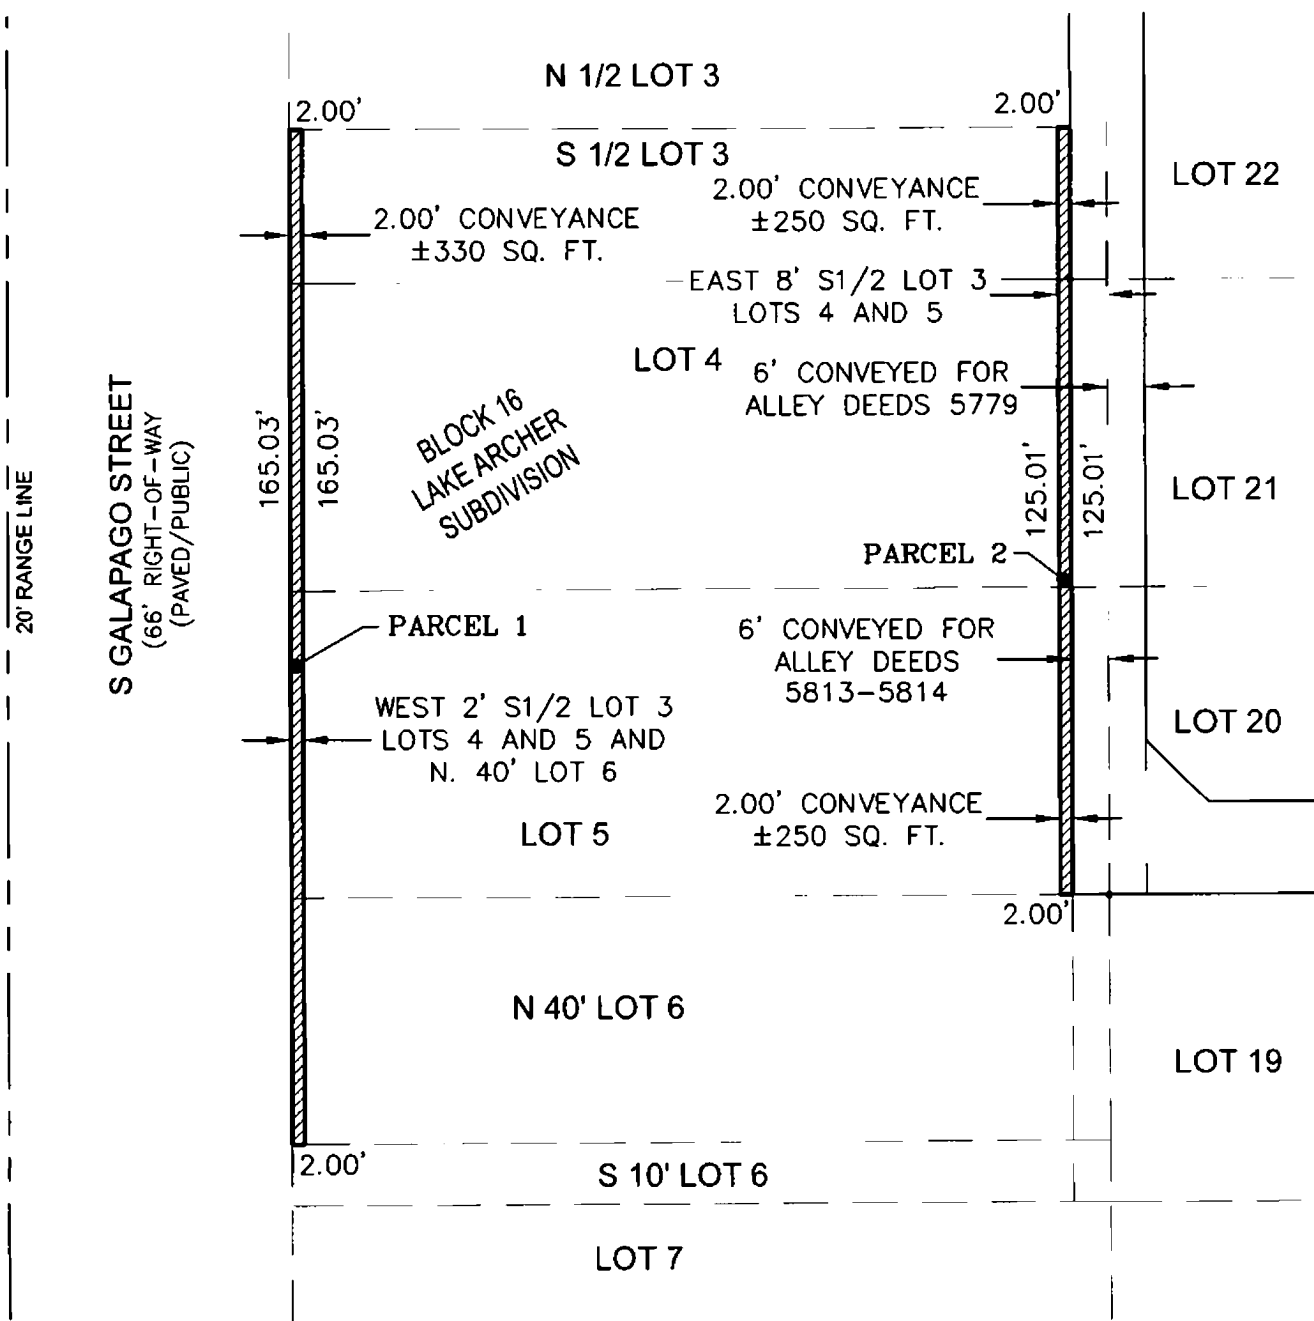 N 1/2 LOT 3
2.00'
2.00'
S 1/2 LOT 3
LOT 22
2.00' CONVEYANCE
±250 SQ. FT.
2.00' CONVEYANCE
±330 SQ. FT.
EAST 8' S1/2 LOT 3
LOTS 4 AND 5
LOT 4
6' CONVEYED FOR
ALLEY DEEDS 5779
BLOCK 16
LAKE ARCHER
SUBDIVISION
165.03'
165.03'
S GALAPAGO STREET
(66' RIGHT-OF-WAY
(PAVED/PUBLIC)
20' RANGE LINE
125.01'
125.01'
LOT 21
PARCEL 2
PARCEL 1
6' CONVEYED FOR
ALLEY DEEDS
5813-5814
WEST 2' S1/2 LOT 3
LOTS 4 AND 5 AND
N. 40' LOT 6
LOT 20
2.00' CONVEYANCE
±250 SQ. FT.
LOT 5
2.00'
N 40' LOT 6
LOT 19
2.00'
S 10' LOT 6
LOT 7